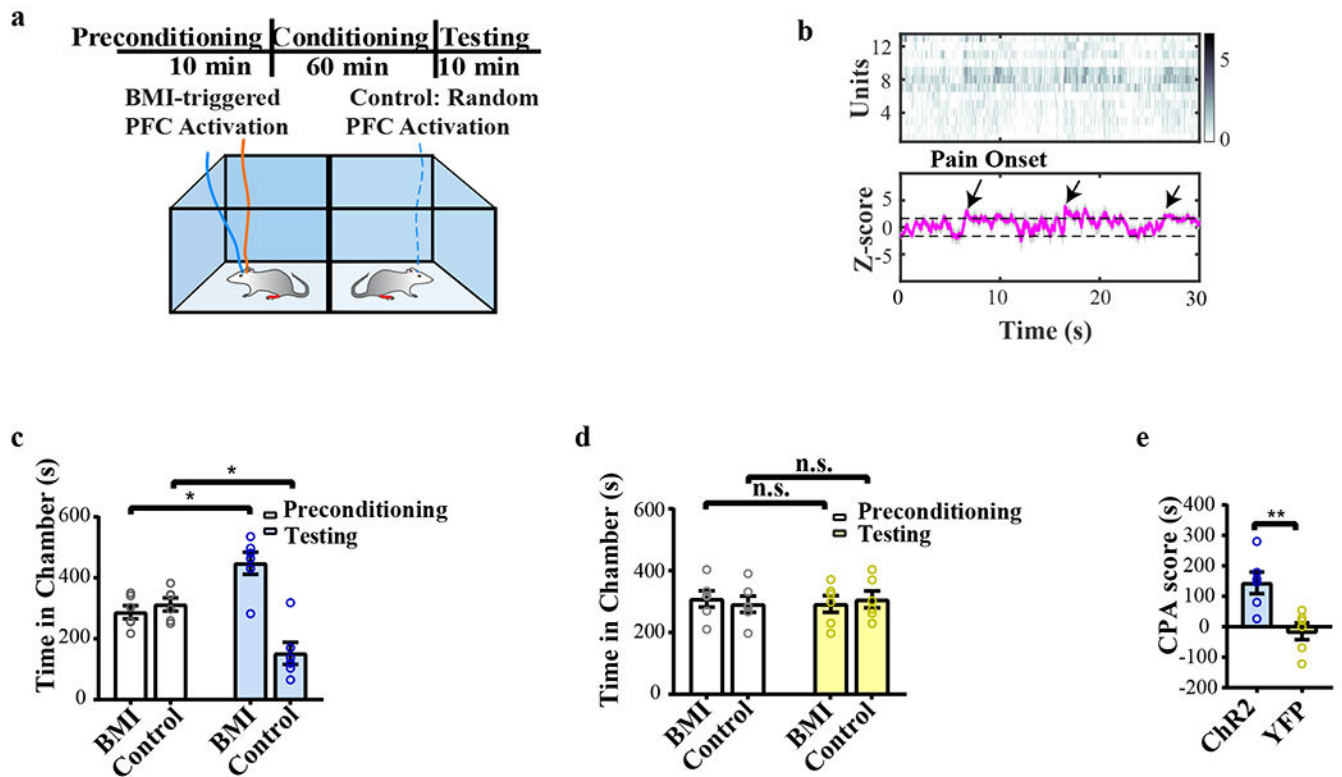 a
Preconditioning Conditioning Testing
10 min 60 min 10 min
BMI-triggered
PFC Activation
Control: Random
PFC Activation
b
Units
12
8
4
5
0
Pain Onset
Z-score
5
0
-5
0 10 20 30
Time (s)
c
Time in Chamber (s)
600
400
200
0
*
*
Preconditioning
Testing
BMI Control BMI Control
d
Time in Chamber (s)
600
400
200
0
n.s.
n.s.
Preconditioning
Testing
BMI Control BMI Control
e
CPA score (s)
400
300
200
100
0
-100
-200
**
ChR2 YFP